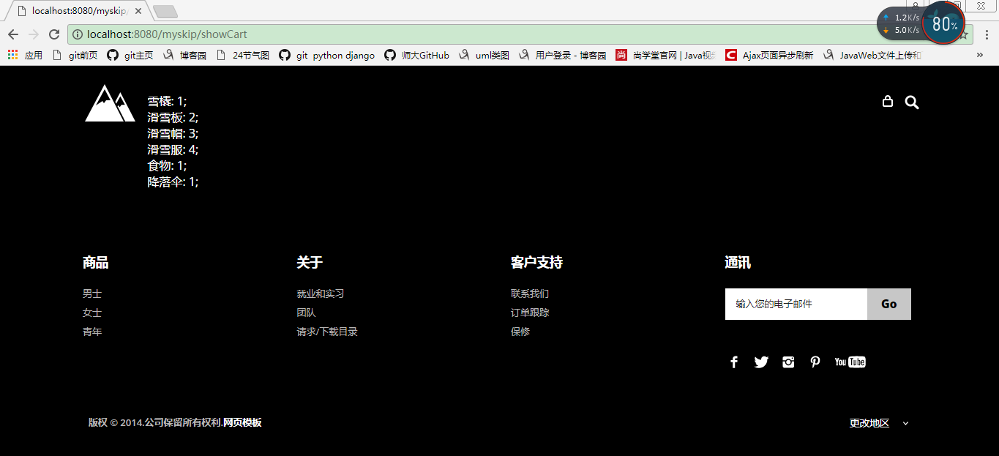 localhost:8080/myskip/
1.2K/s
5.0K/s
80%
localhost:8080/myskip/showCart
应用 git前页 git主页 博客园 24节气图 git python django 师大GitHub uml类图 用户登录 - 博客园 尚 尚学堂官网 | Java视 C Ajax页面异步刷新 JavaWeb文件上传和 »
雪橇: 1;
滑雪板: 2;
滑雪帽: 3;
滑雪服: 4;
食物: 1;
降落伞: 1;
商品 关于 客户支持 通讯
男士 就业和实习 联系我们 输入您的电子邮件 Go
女士 团队 订单跟踪
青年 请求/下载目录 保修
You Tube
版权 © 2014.公司保留所有权利.网页模板 更改地区